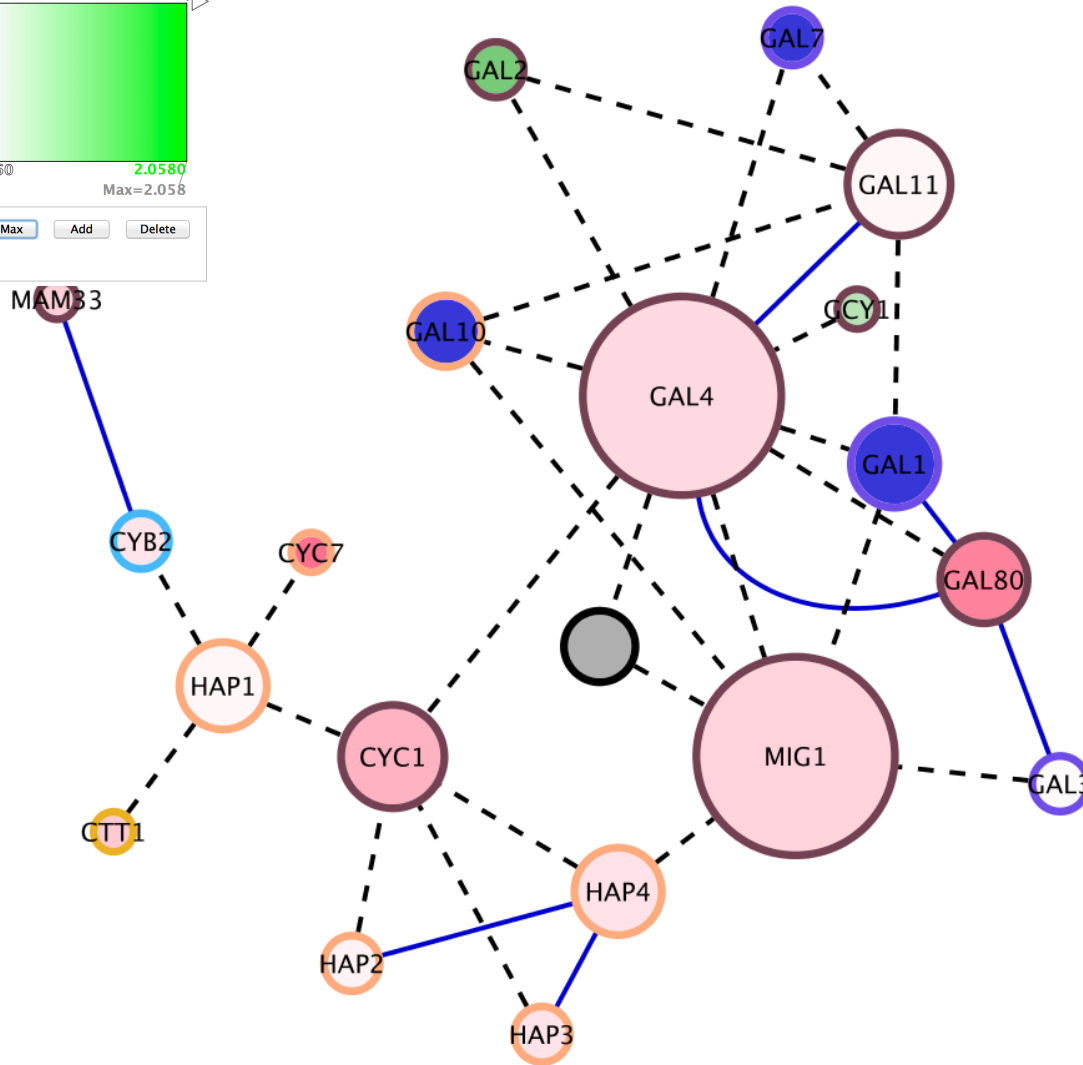 2.0580
Max=2.058
Max
Add
Delete
GAL7
GAL2
GAL11
MAM33
GCY1
GAL10
GAL4
GAL1
CYB2
CYC7
GAL80
HAP1
CYC1
MIG1
GAL3
CTT1
HAP4
HAP2
HAP3